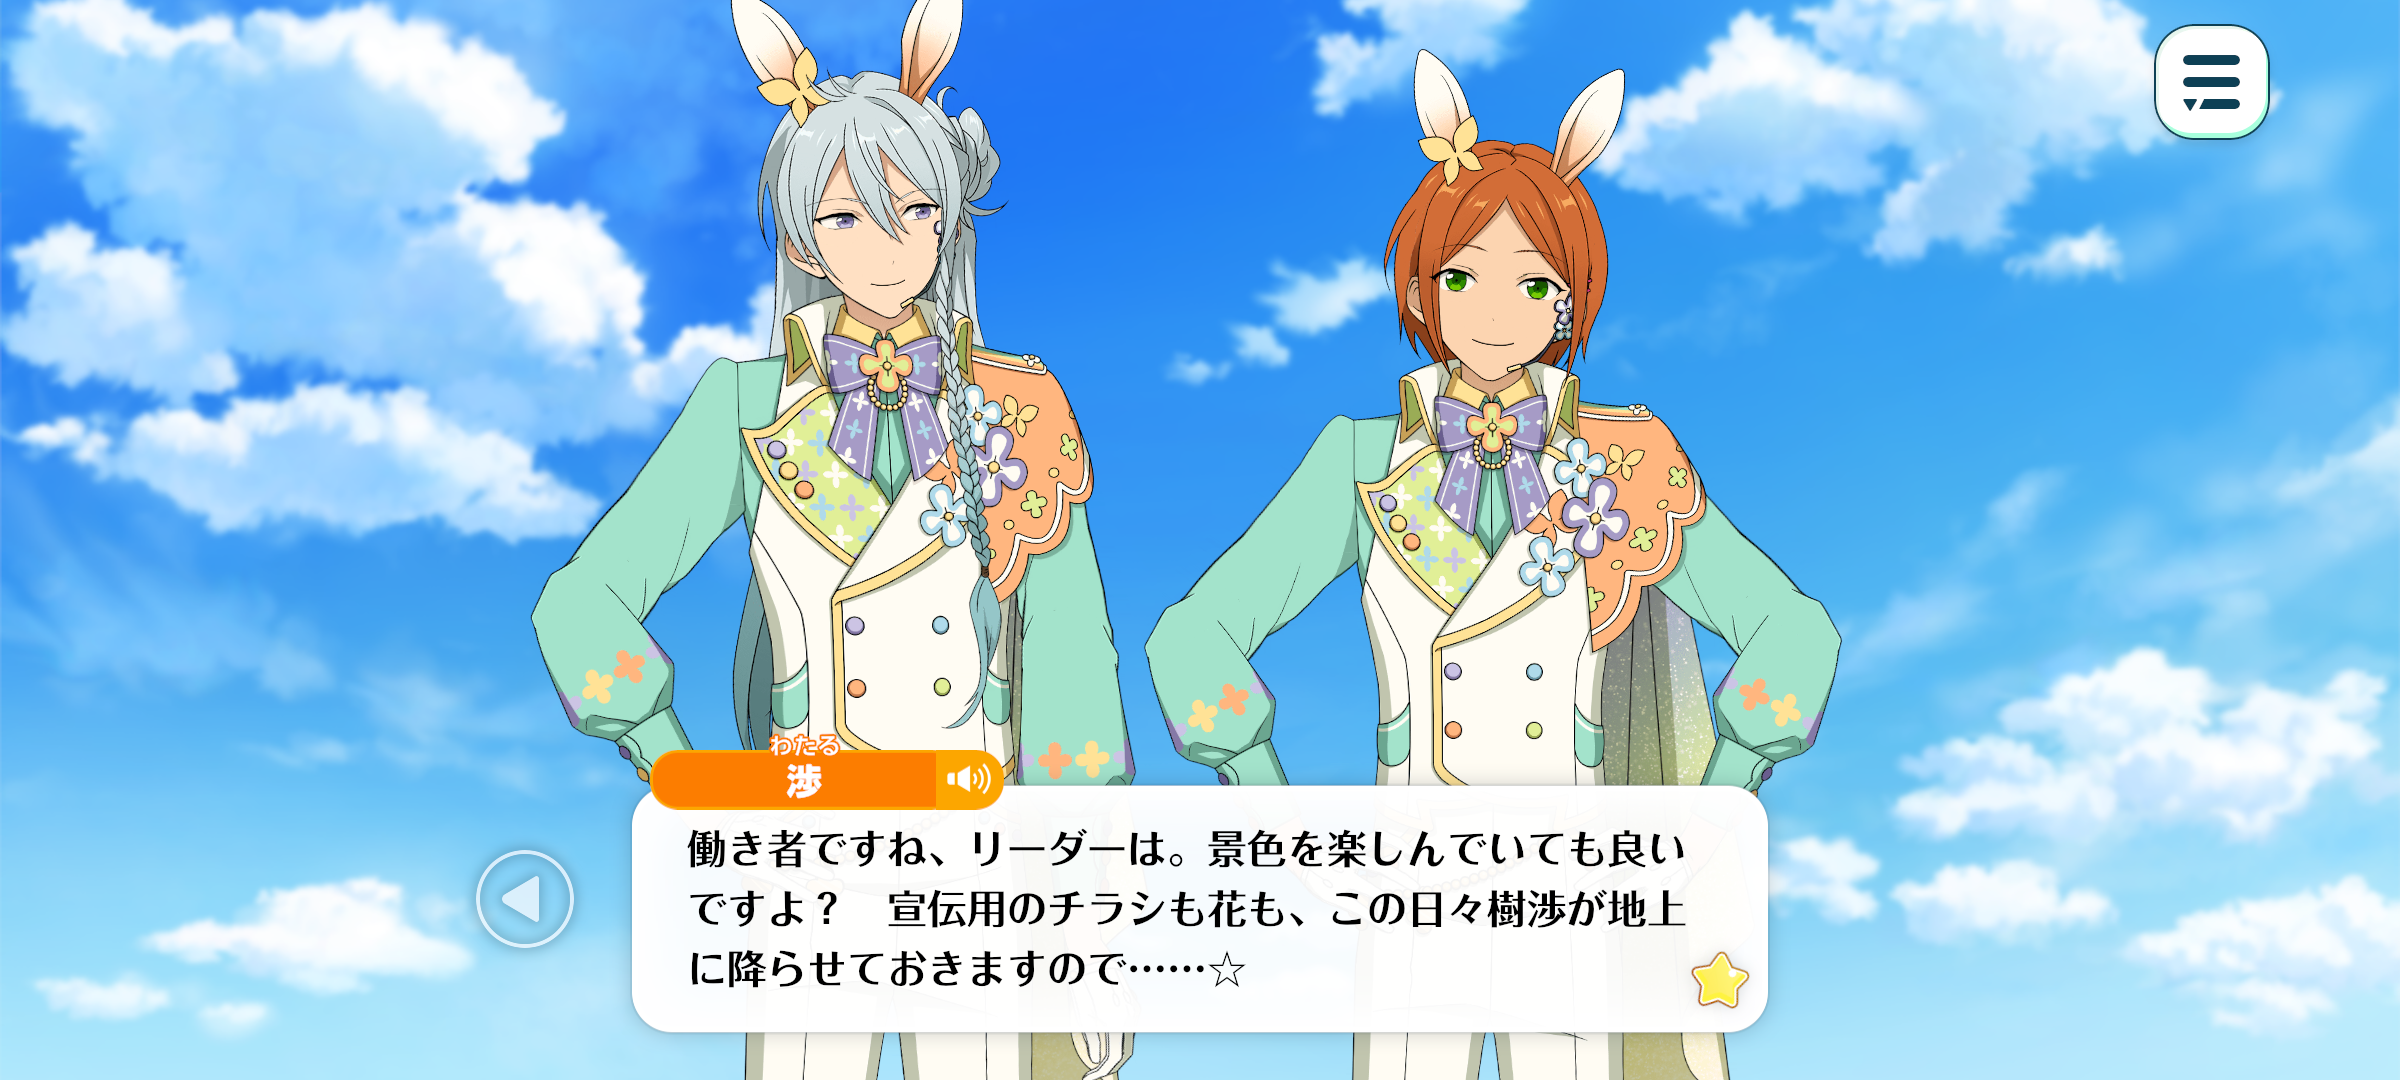 わたる
渉
働き者ですね、リーダーは。景色を楽しんでいても良い
ですよ？　宣伝用のチラシも花も、この日々樹渉が地上
に降らせておきますので……☆